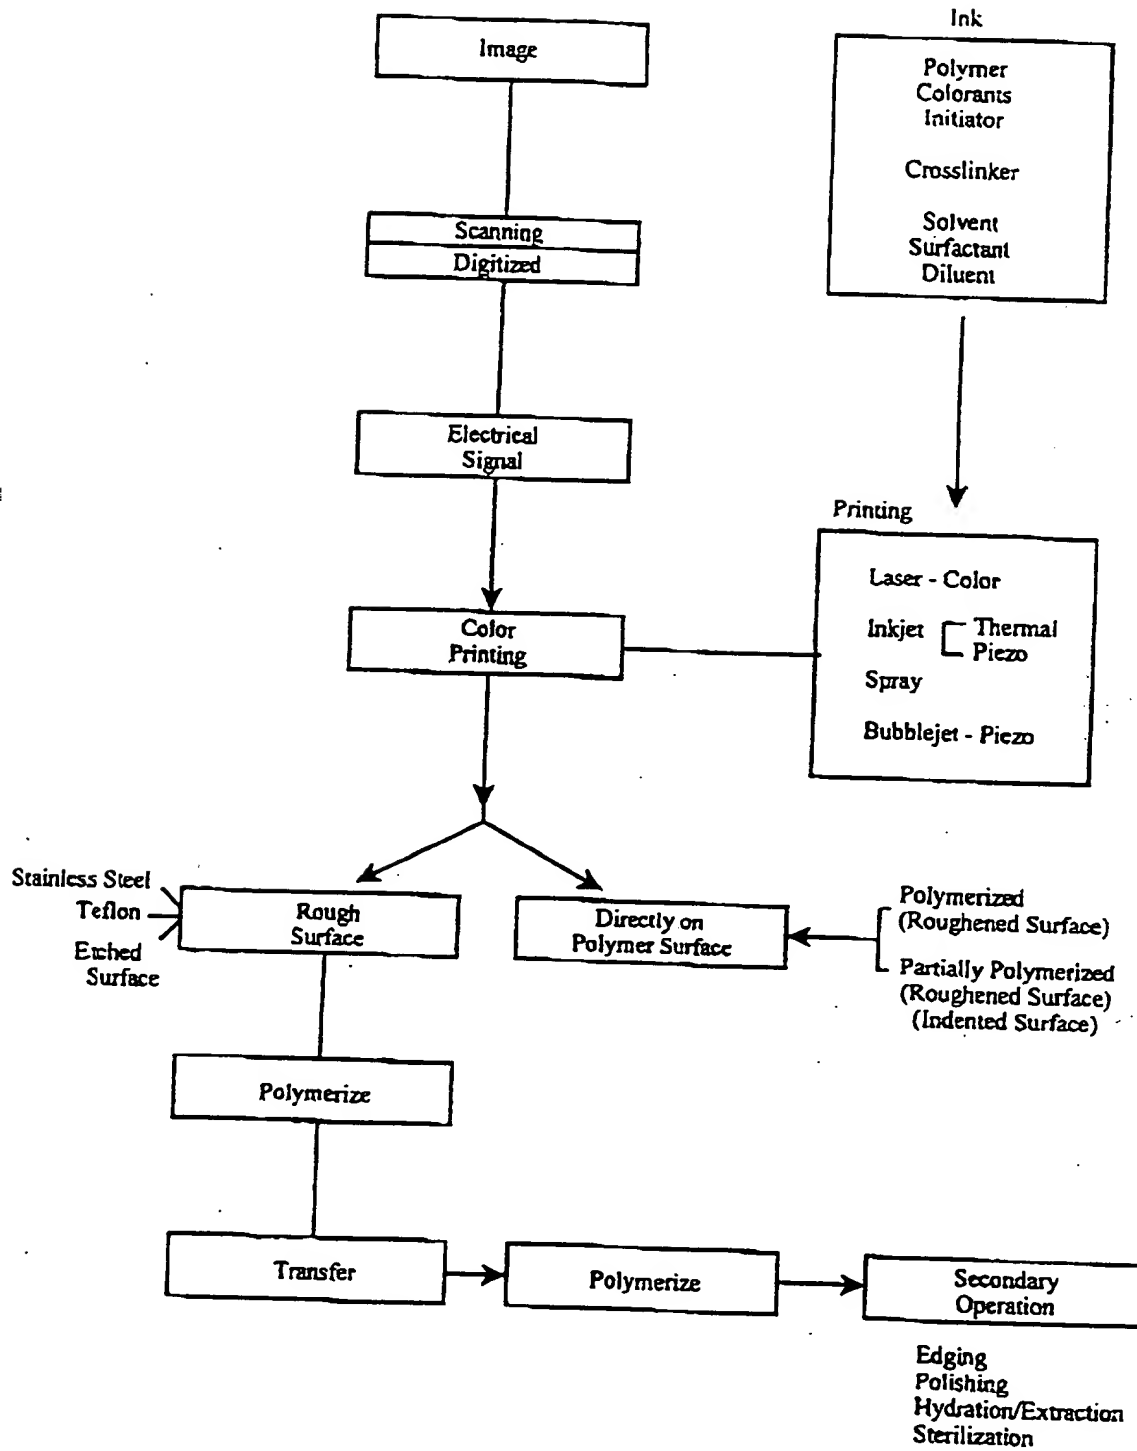 Image
Scanning
Digitized
Electrical
Signal
Color
Printing
Ink
Polymer
Colorants
Initiator
Crosslinker
Solvent
Surfactant
Diluent
Printing
Laser - Color
Inkjet Thermal
Piezo
Spray
Bubblejet - Piezo
Stainless Steel
Teflon
Etched
Surface
Rough
Surface
Directly on
Polymer Surface
Polymerized
(Roughened Surface)
Partially Polymerized
(Roughened Surface)
(Indented Surface)
Polymerize
Transfer
Polymerize
Secondary
Operation
Edging
Polishing
Hydration/Extraction
Sterilization